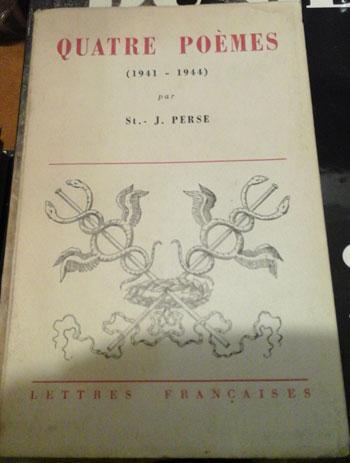 QUATRE POÈMES
(1941 - 1944)
par
St.- J. PERSE
LETTRES FRANÇAISES